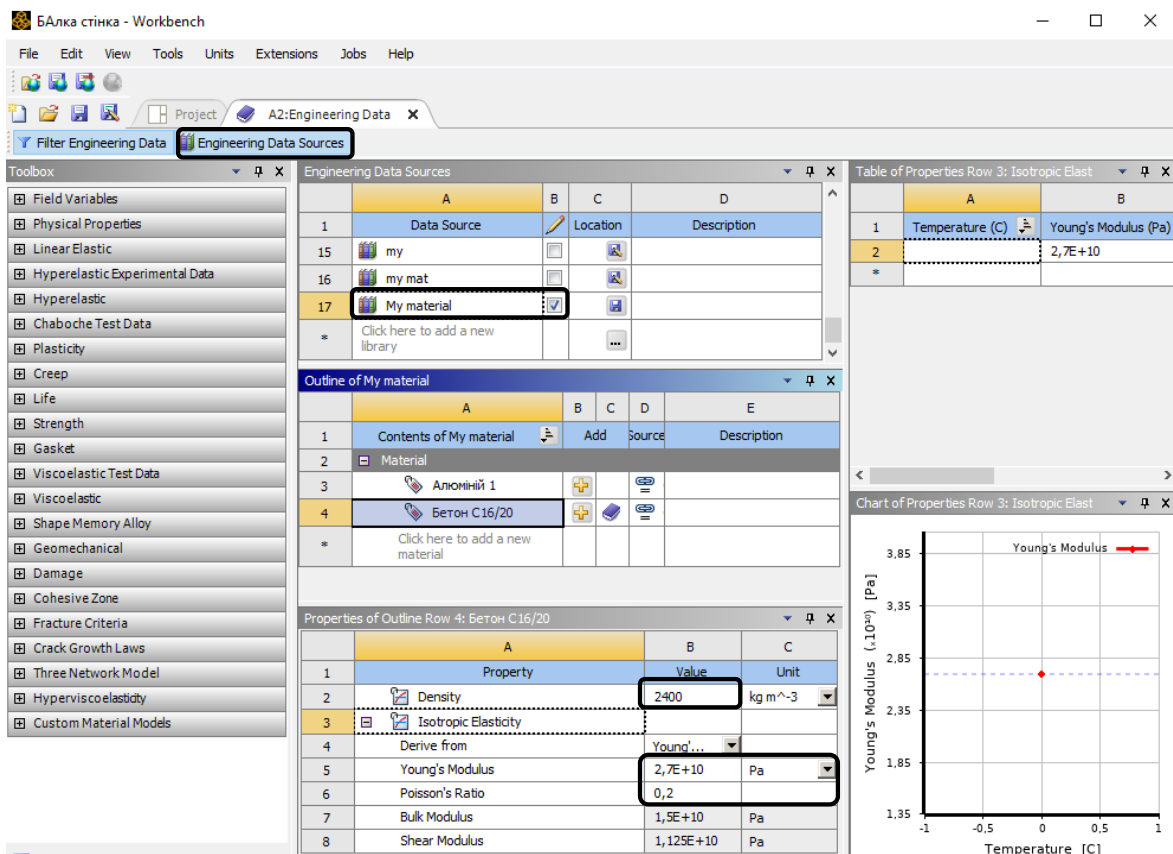 БАлка стінка - Workbench
File Edit View Tools Units Extensions Jobs Help
Project A2:Engineering Data
Filter Engineering Data Engineering Data Sources
Toolbox
Field Variables
Physical Properties
Linear Elastic
Hyperelastic Experimental Data
Hyperelastic
Chaboche Test Data
Plasticity
Creep
Life
Strength
Gasket
Viscoelastic Test Data
Viscoelastic
Shape Memory Alloy
Geomechanical
Damage
Cohesive Zone
Fracture Criteria
Crack Growth Laws
Three Network Model
Hyperviscoelasticity
Custom Material Models
Engineering Data Sources
A B C D
1 Data Source Location Description
15 my
16 my mat
17 My material
* Click here to add a new
library
...
Outline of My material
A B C D E
1 Contents of My material Add Source Description
2 Material
3 Алюміній 1
4 Бетон С16/20
* Click here to add a new
material
Properties of Outline Row 4: Бетон С16/20
A B C
1 Property Value Unit
2 Density 2400 kg m^-3
3 Isotropic Elasticity
4 Derive from Young'...
5 Young's Modulus 2,7E+10 Pa
6 Poisson's Ratio 0,2
7 Bulk Modulus 1,5E+10 Pa
8 Shear Modulus 1,125E+10 Pa
Table of Properties Row 3: Isotropic Elast
A B
1 Temperature (C) Young's Modulus (Pa)
2 2,7E+10
*
Chart of Properties Row 3: Isotropic Elast
Young's Modulus
Young's Modulus (x10¹⁰) [Pa]
3,85
3,35
2,85
2,35
1,85
1,35
-1 -0,5 0 0,5 1
Temperature [C]